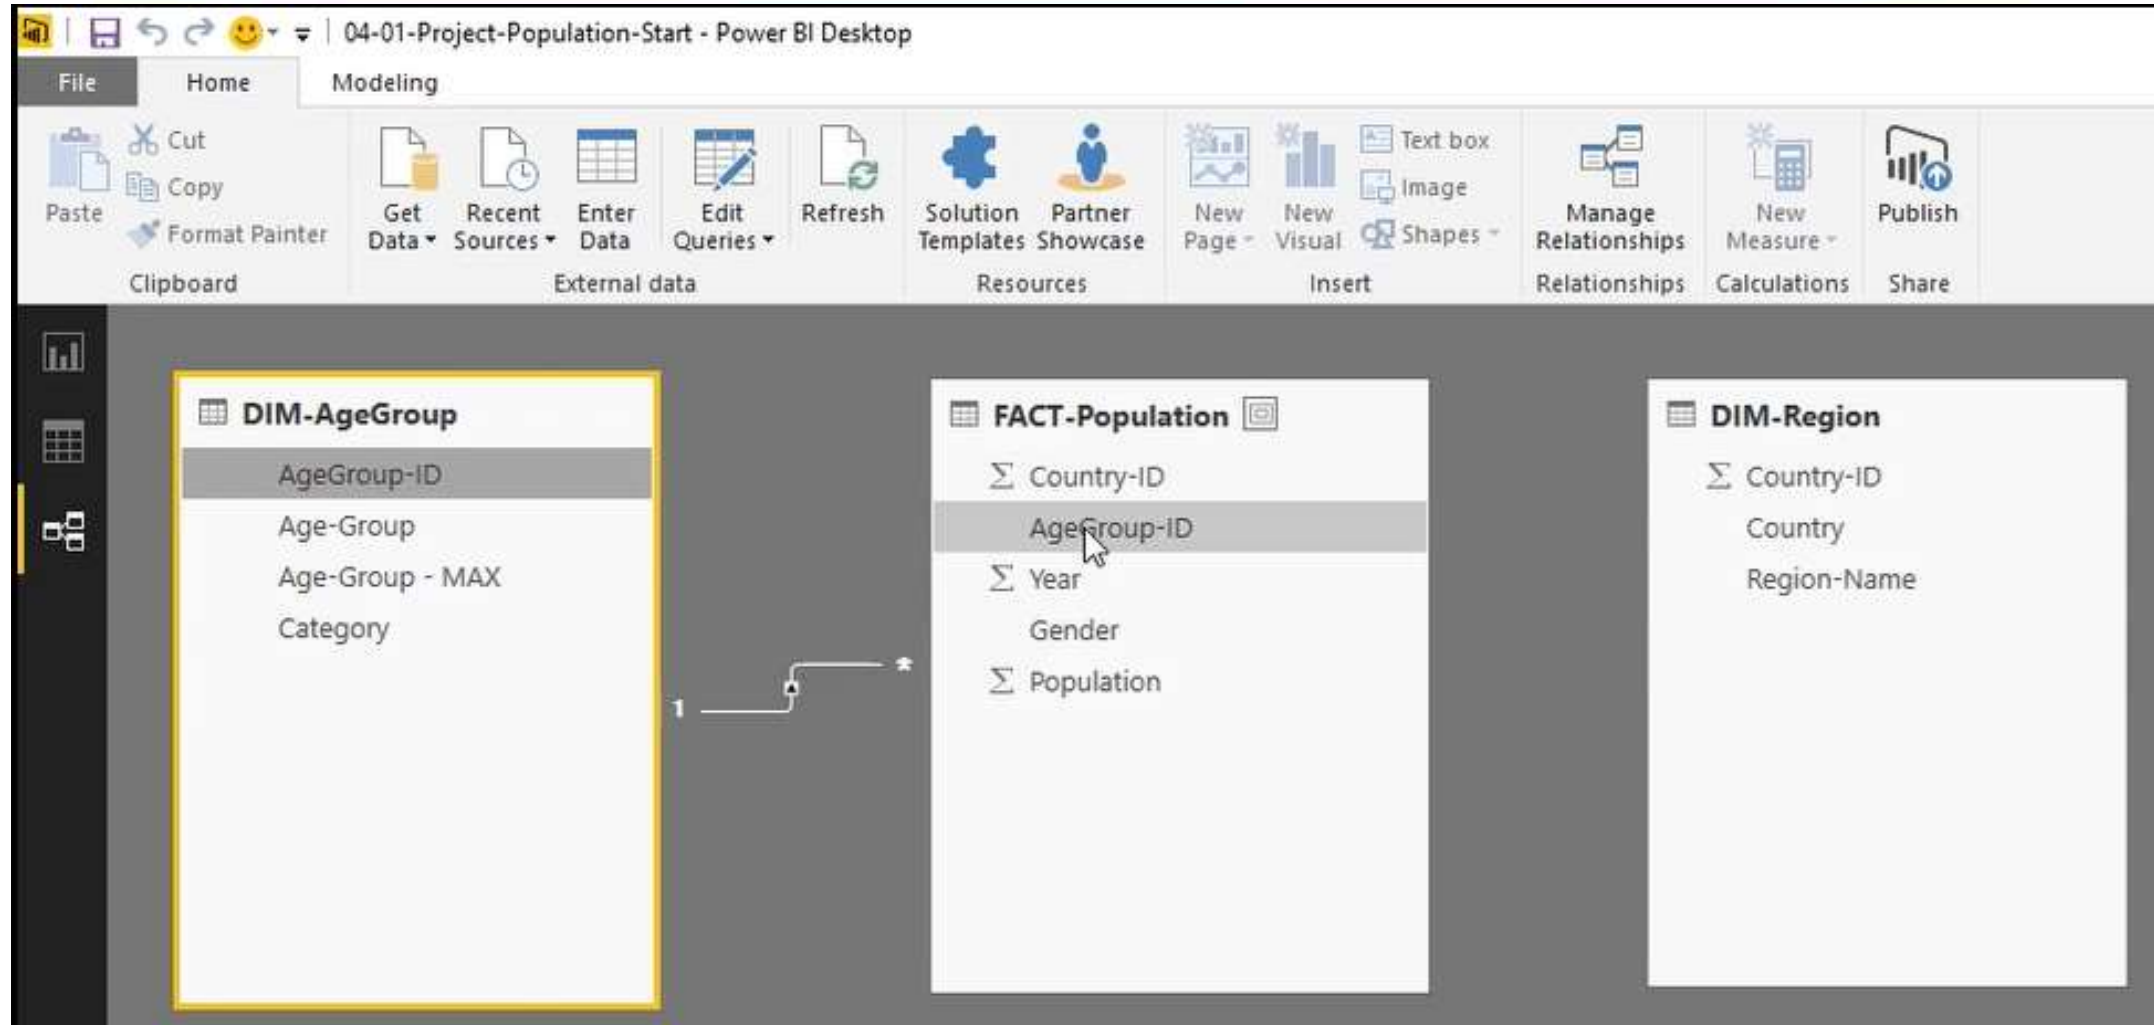 04-01-Project-Population-Start - Power BI Desktop
File Home Modeling
Paste
Cut
Copy
Format Painter
Clipboard
Get Data
Recent Sources
Enter Data
Edit Queries
Refresh
External data
Solution Templates
Partner Showcase
Resources
New Page
New Visual
Text box
Image
Shapes
Insert
Manage Relationships
Relationships
New Measure
Calculations
Publish
Share
DIM-AgeGroup
AgeGroup-ID
Age-Group
Age-Group - MAX
Category
1
*
FACT-Population
Σ Country-ID
AgeGroup-ID
Σ Year
Gender
Σ Population
DIM-Region
Σ Country-ID
Country
Region-Name